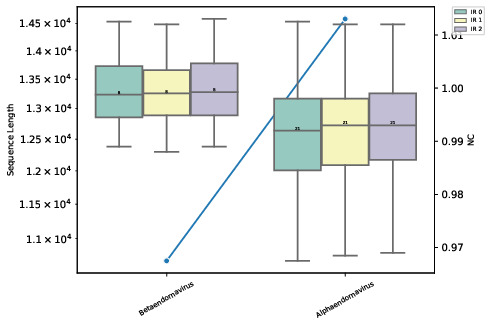 1.45 × 10⁴
1.4 × 10⁴
1.35 × 10⁴
1.3 × 10⁴
1.25 × 10⁴
1.2 × 10⁴
1.15 × 10⁴
1.1 × 10⁴
Sequence Length
8 8 8
21 21 21
Betaendornavirus
Alphaendornavirus
1.01
1.00
0.99
0.98
0.97
NC
IR 0
IR 1
IR 2